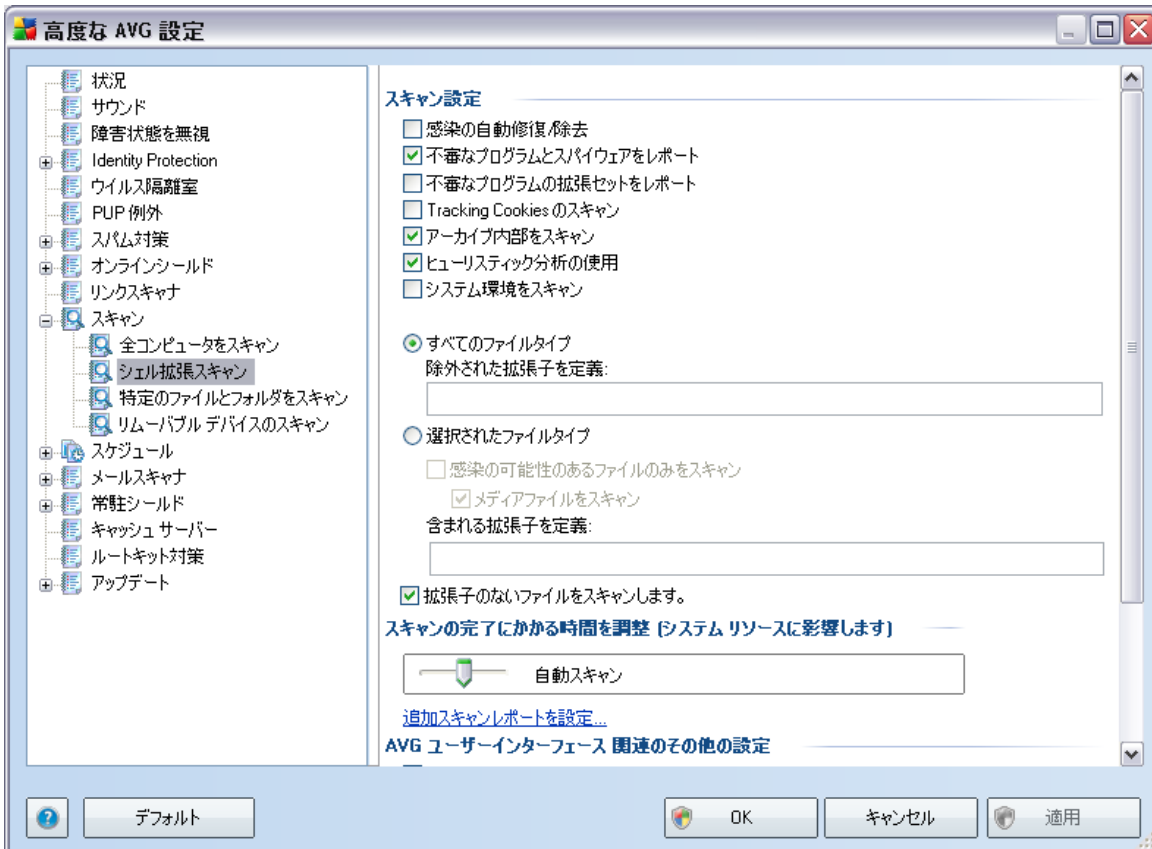 高度な AVG 設定
状況
サウンド
障害状態を無視
Identity Protection
ウイルス隔離室
PUP 例外
スパム対策
オンラインシールド
リンクスキャナ
スキャン
全コンピュータをスキャン
シェル拡張スキャン
特定のファイルとフォルダをスキャン
リムーバブル デバイスのスキャン
スケジュール
メールスキャナ
常駐シールド
キャッシュ サーバー
ルートキット対策
アップデート
スキャン設定
感染の自動修復/除去
不審なプログラムとスパイウェアをレポート
不審なプログラムの拡張セットをレポート
Tracking Cookies のスキャン
アーカイブ内部をスキャン
ヒューリスティック分析の使用
システム環境をスキャン
すべてのファイルタイプ
除外された拡張子を定義:
選択されたファイルタイプ
感染の可能性のあるファイルのみをスキャン
メディアファイルをスキャン
含まれる拡張子を定義:
拡張子のないファイルをスキャンします。
スキャンの完了にかかる時間を調整 (システム リソースに影響します)
自動スキャン
追加スキャンレポートを設定...
AVG ユーザーインターフェース 関連のその他の設定
デフォルト
OK
キャンセル
適用